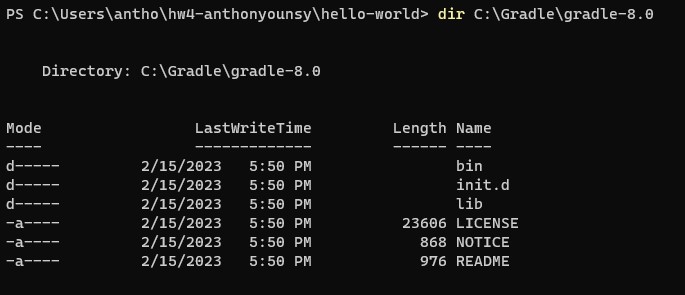 PS C:\Users\antho\hw4-anthonyounsy\hello-world> dir C:\Gradle\gradle-8.0
    Directory: C:\Gradle\gradle-8.0
Mode                 LastWriteTime         Length Name
----                 -------------         ------ ----
d-----         2/15/2023   5:50 PM                bin
d-----         2/15/2023   5:50 PM                init.d
d-----         2/15/2023   5:50 PM                lib
-a----         2/15/2023   5:50 PM          23606 LICENSE
-a----         2/15/2023   5:50 PM            868 NOTICE
-a----         2/15/2023   5:50 PM            976 README